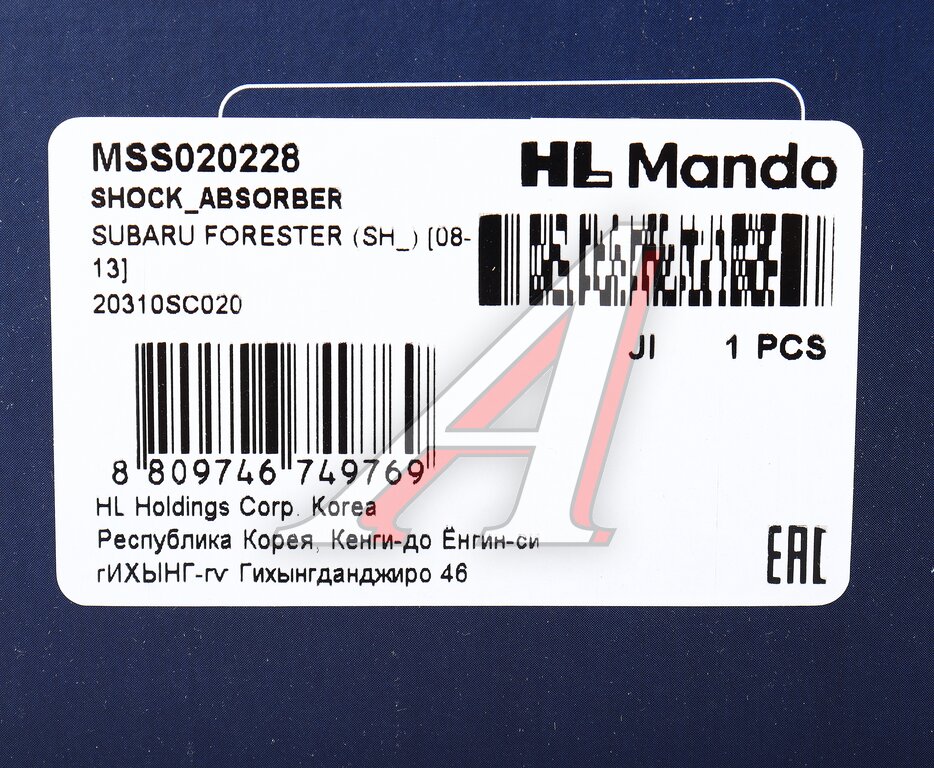 MSS020228
HL Mando
SHOCK_ABSORBER
SUBARU FORESTER (SH_) [08-
13]
20310SC020
JI 1 PCS
8 809746 749769
HL Holdings Corp. Korea
Республика Корея, Кенги-до Ёнгин-си
гИХЫНГ-гу Гихынгданджиро 46
EAC